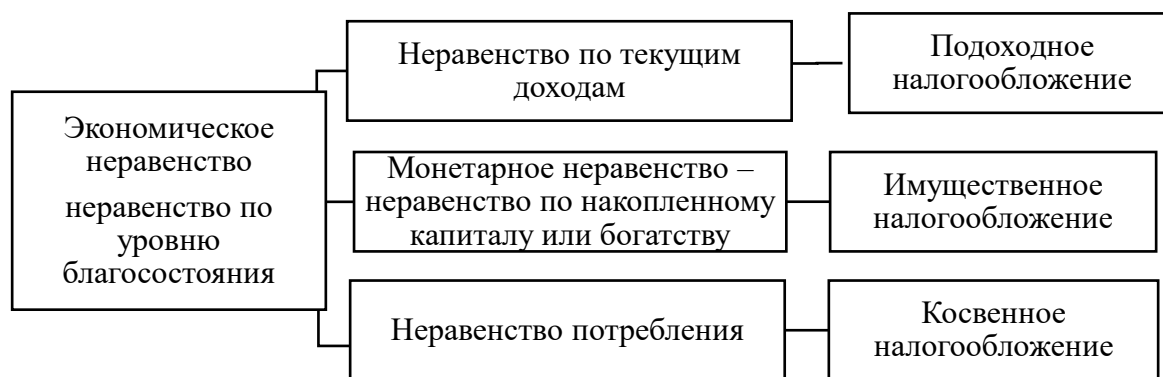 Экономическое
неравенство
неравенство по
уровню
благосостояния
Неравенство по текущим
доходам
Подоходное
налогообложение
Монетарное неравенство –
неравенство по накопленному
капиталу или богатству
Имущественное
налогообложение
Неравенство потребления
Косвенное
налогообложение